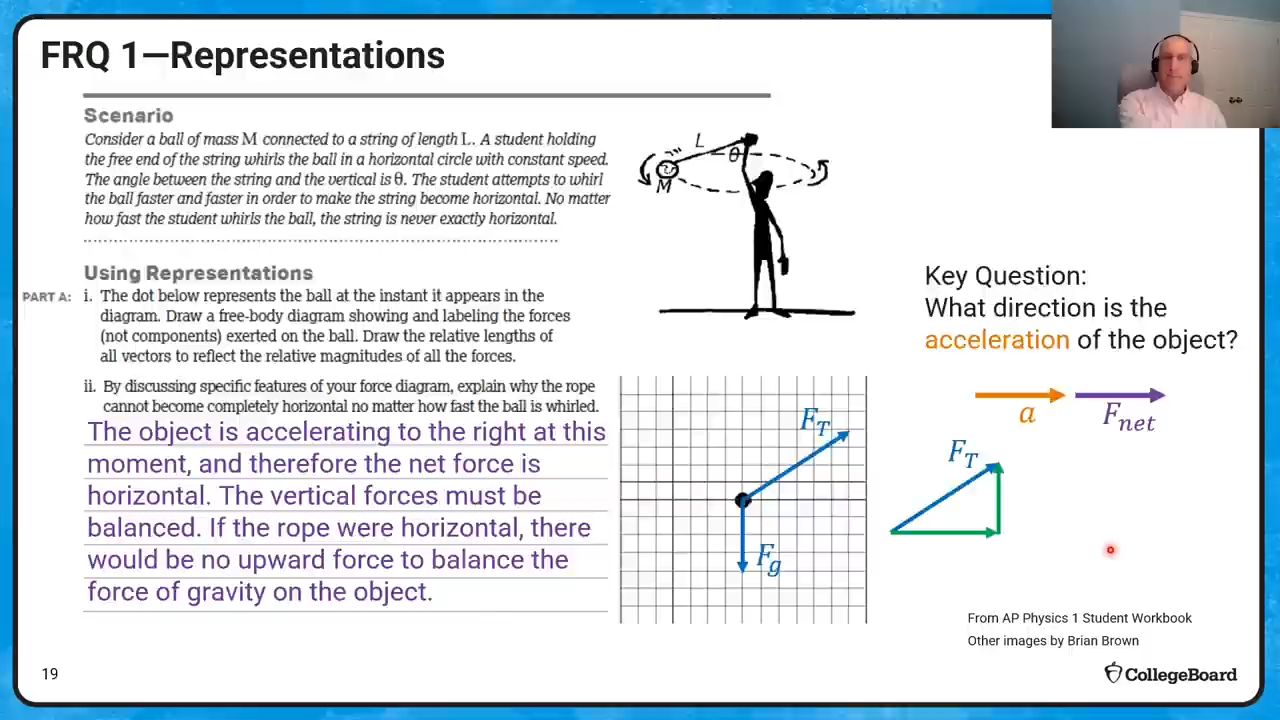 FRQ 1—Representations
Scenario
Consider a ball of mass M connected to a string of length L. A student holding
the free end of the string whirls the ball in a horizontal circle with constant speed.
The angle between the string and the vertical is θ. The student attempts to whirl
the ball faster and faster in order to make the string become horizontal. No matter
how fast the student whirls the ball, the string is never exactly horizontal.
L
θ
M
Using Representations
PART A: i. The dot below represents the ball at the instant it appears in the
diagram. Draw a free-body diagram showing and labeling the forces
(not components) exerted on the ball. Draw the relative lengths of
all vectors to reflect the relative magnitudes of all the forces.
ii. By discussing specific features of your force diagram, explain why the rope
cannot become completely horizontal no matter how fast the ball is whirled.
The object is accelerating to the right at this
moment, and therefore the net force is
horizontal. The vertical forces must be
balanced. If the rope were horizontal, there
would be no upward force to balance the
force of gravity on the object.
F_T
F_g
Key Question:
What direction is the
acceleration of the object?
a
F_net
F_T
From AP Physics 1 Student Workbook
Other images by Brian Brown
19
CollegeBoard